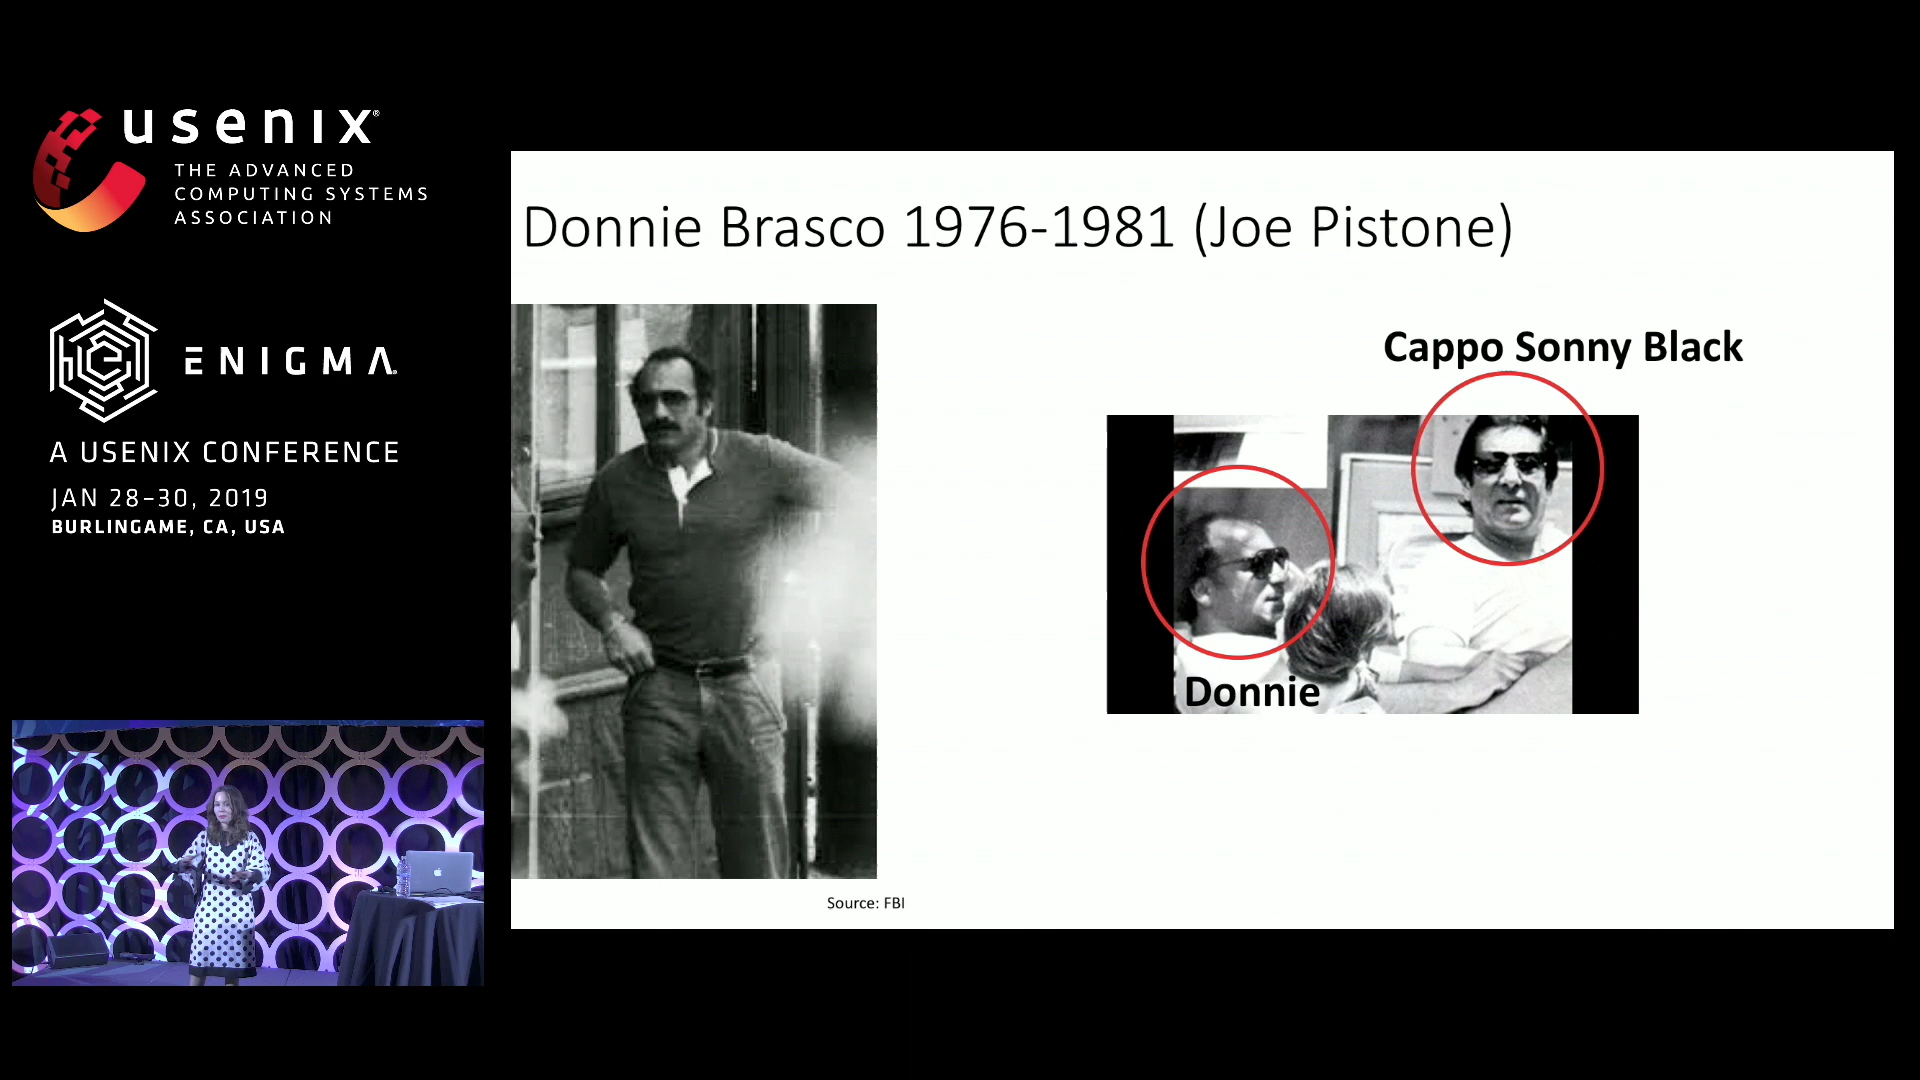 usenix®
THE ADVANCED
COMPUTING SYSTEMS
ASSOCIATION
ENIGMA
A USENIX CONFERENCE
JAN 28–30, 2019
BURLINGAME, CA, USA
Donnie Brasco 1976-1981 (Joe Pistone)
Cappo Sonny Black
Donnie
Source: FBI